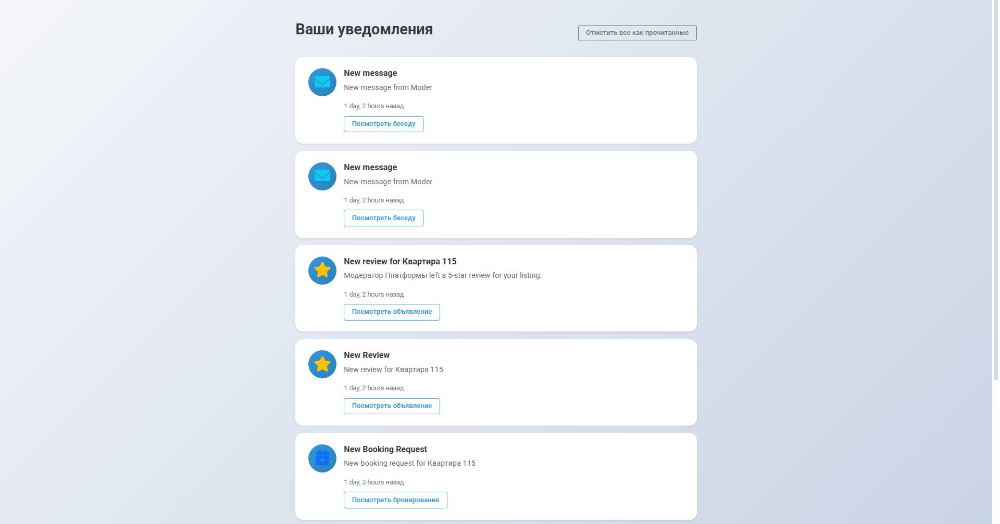 Ваши уведомления
Отметить все как прочитанные
New message
New message from Moder
1 day, 2 hours назад
Посмотреть беседу
New message
New message from Moder
1 day, 2 hours назад
Посмотреть беседу
New review for Квартира 115
Модератор Платформы left a 5-star review for your listing.
1 day, 2 hours назад
Посмотреть объявление
New Review
New review for Квартира 115
1 day, 2 hours назад
Посмотреть объявление
New Booking Request
New booking request for Квартира 115
1 day, 3 hours назад
Посмотреть бронирование